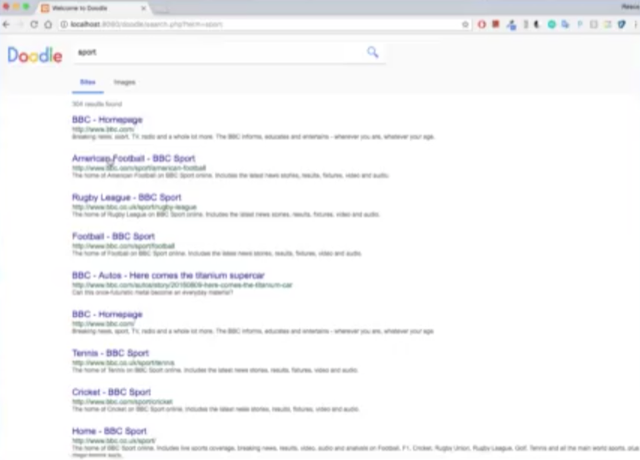 Welcome to Doodle
localhost:8080/doodle/search.php?term=sport
Doodle
sport
Sites
Images
304 results found
BBC - Homepage
http://www.bbc.com/
Breaking news, sport, TV, radio and a whole lot more. The BBC informs, educates and entertains - wherever you are, whatever your age.
American Football - BBC Sport
http://www.bbc.com/sport/american-football
The home of American Football on BBC Sport online. Includes the latest news stories, results, fixtures, video and audio.
Rugby League - BBC Sport
http://www.bbc.co.uk/sport/rugby-league
The home of Rugby League on BBC Sport online. Includes the latest news stories, results, fixtures, video and audio.
Football - BBC Sport
http://www.bbc.com/sport/football
The home of Football on BBC Sport online. Includes the latest news stories, results, fixtures, video and audio.
BBC - Autos - Here comes the titanium supercar
http://www.bbc.com/autos/story/20150809-here-comes-the-titanium-car
Can this once-futuristic metal become an everyday material?
BBC - Homepage
http://www.bbc.com/
Breaking news, sport, TV, radio and a whole lot more. The BBC informs, educates and entertains - wherever you are, whatever your age
Tennis - BBC Sport
http://www.bbc.co.uk/sport/tennis
The home of Tennis on BBC Sport online. Includes the latest news stories, results, fixtures, video and audio.
Cricket - BBC Sport
http://www.bbc.com/sport/cricket
The home of Cricket on BBC Sport online. Includes the latest news stories, results, fixtures, video and audio.
Home - BBC Sport
http://www.bbc.co.uk/sport/
The home of BBC Sport online. Includes live sports coverage, breaking news, results, video, audio and analysis on Football, F1, Cricket, Rugby Union, Rugby League, Golf, Tennis and all the main world sports, plus